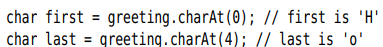 char first = greeting.charAt(0); // first is 'H'
char last = greeting.charAt(4); // last is 'o'